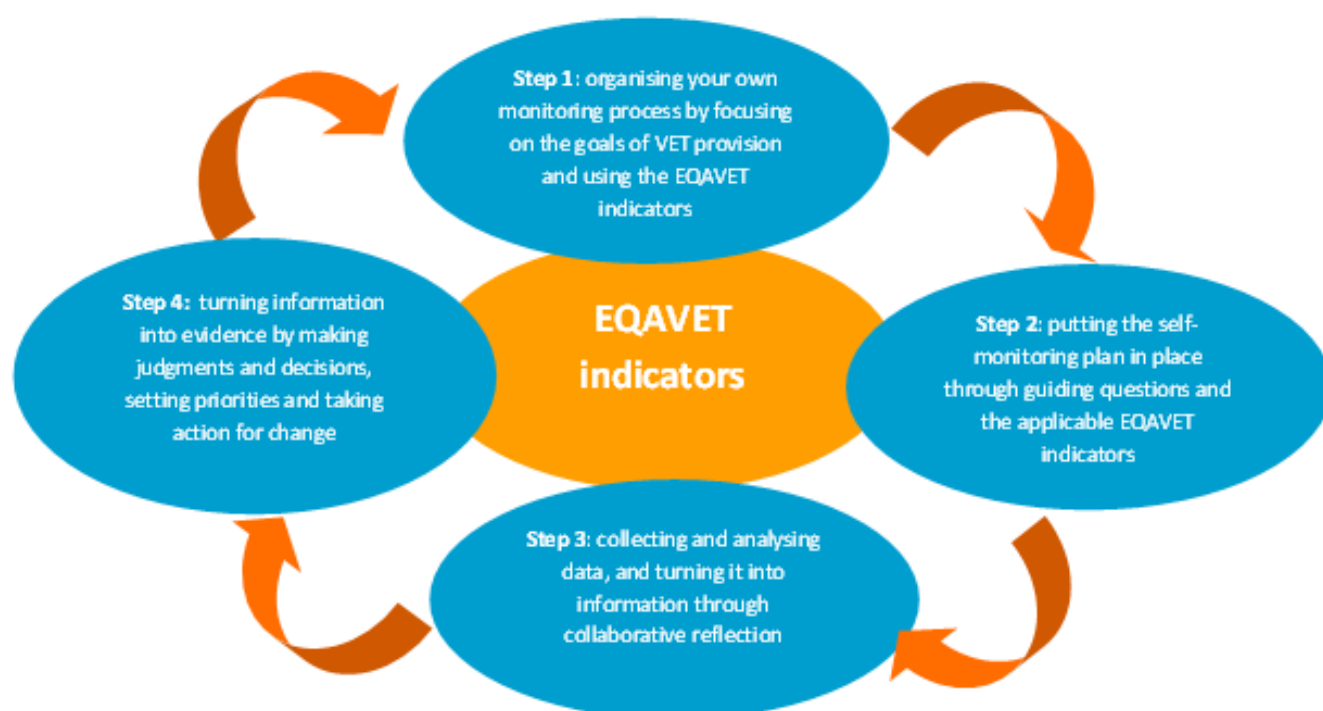 Step 1: organising your own
monitoring process by focusing
on the goals of VET provision
and using the EQAVET
indicators
EQAVET
indicators
Step 2: putting the self-
monitoring plan in place
through guiding questions and
the applicable EQAVET
indicators
Step 3: collecting and analysing
data, and turning it into
information through
collaborative reflection
Step 4: turning information
into evidence by making
judgments and decisions,
setting priorities and taking
action for change